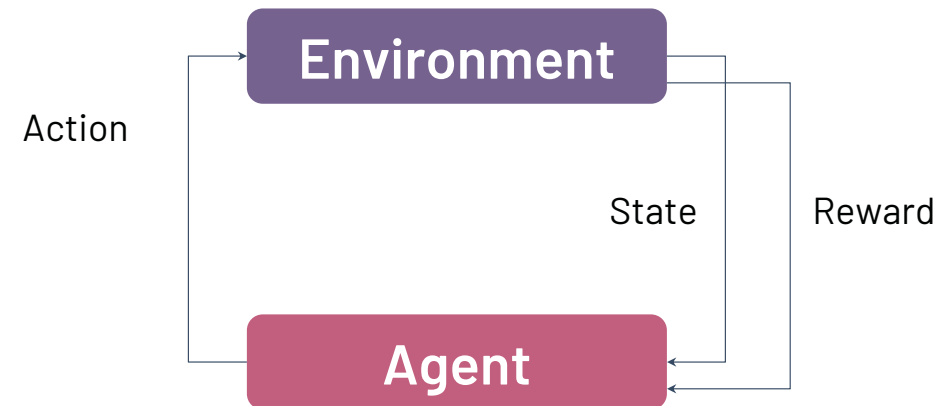 Environment
Action
State
Reward
Agent